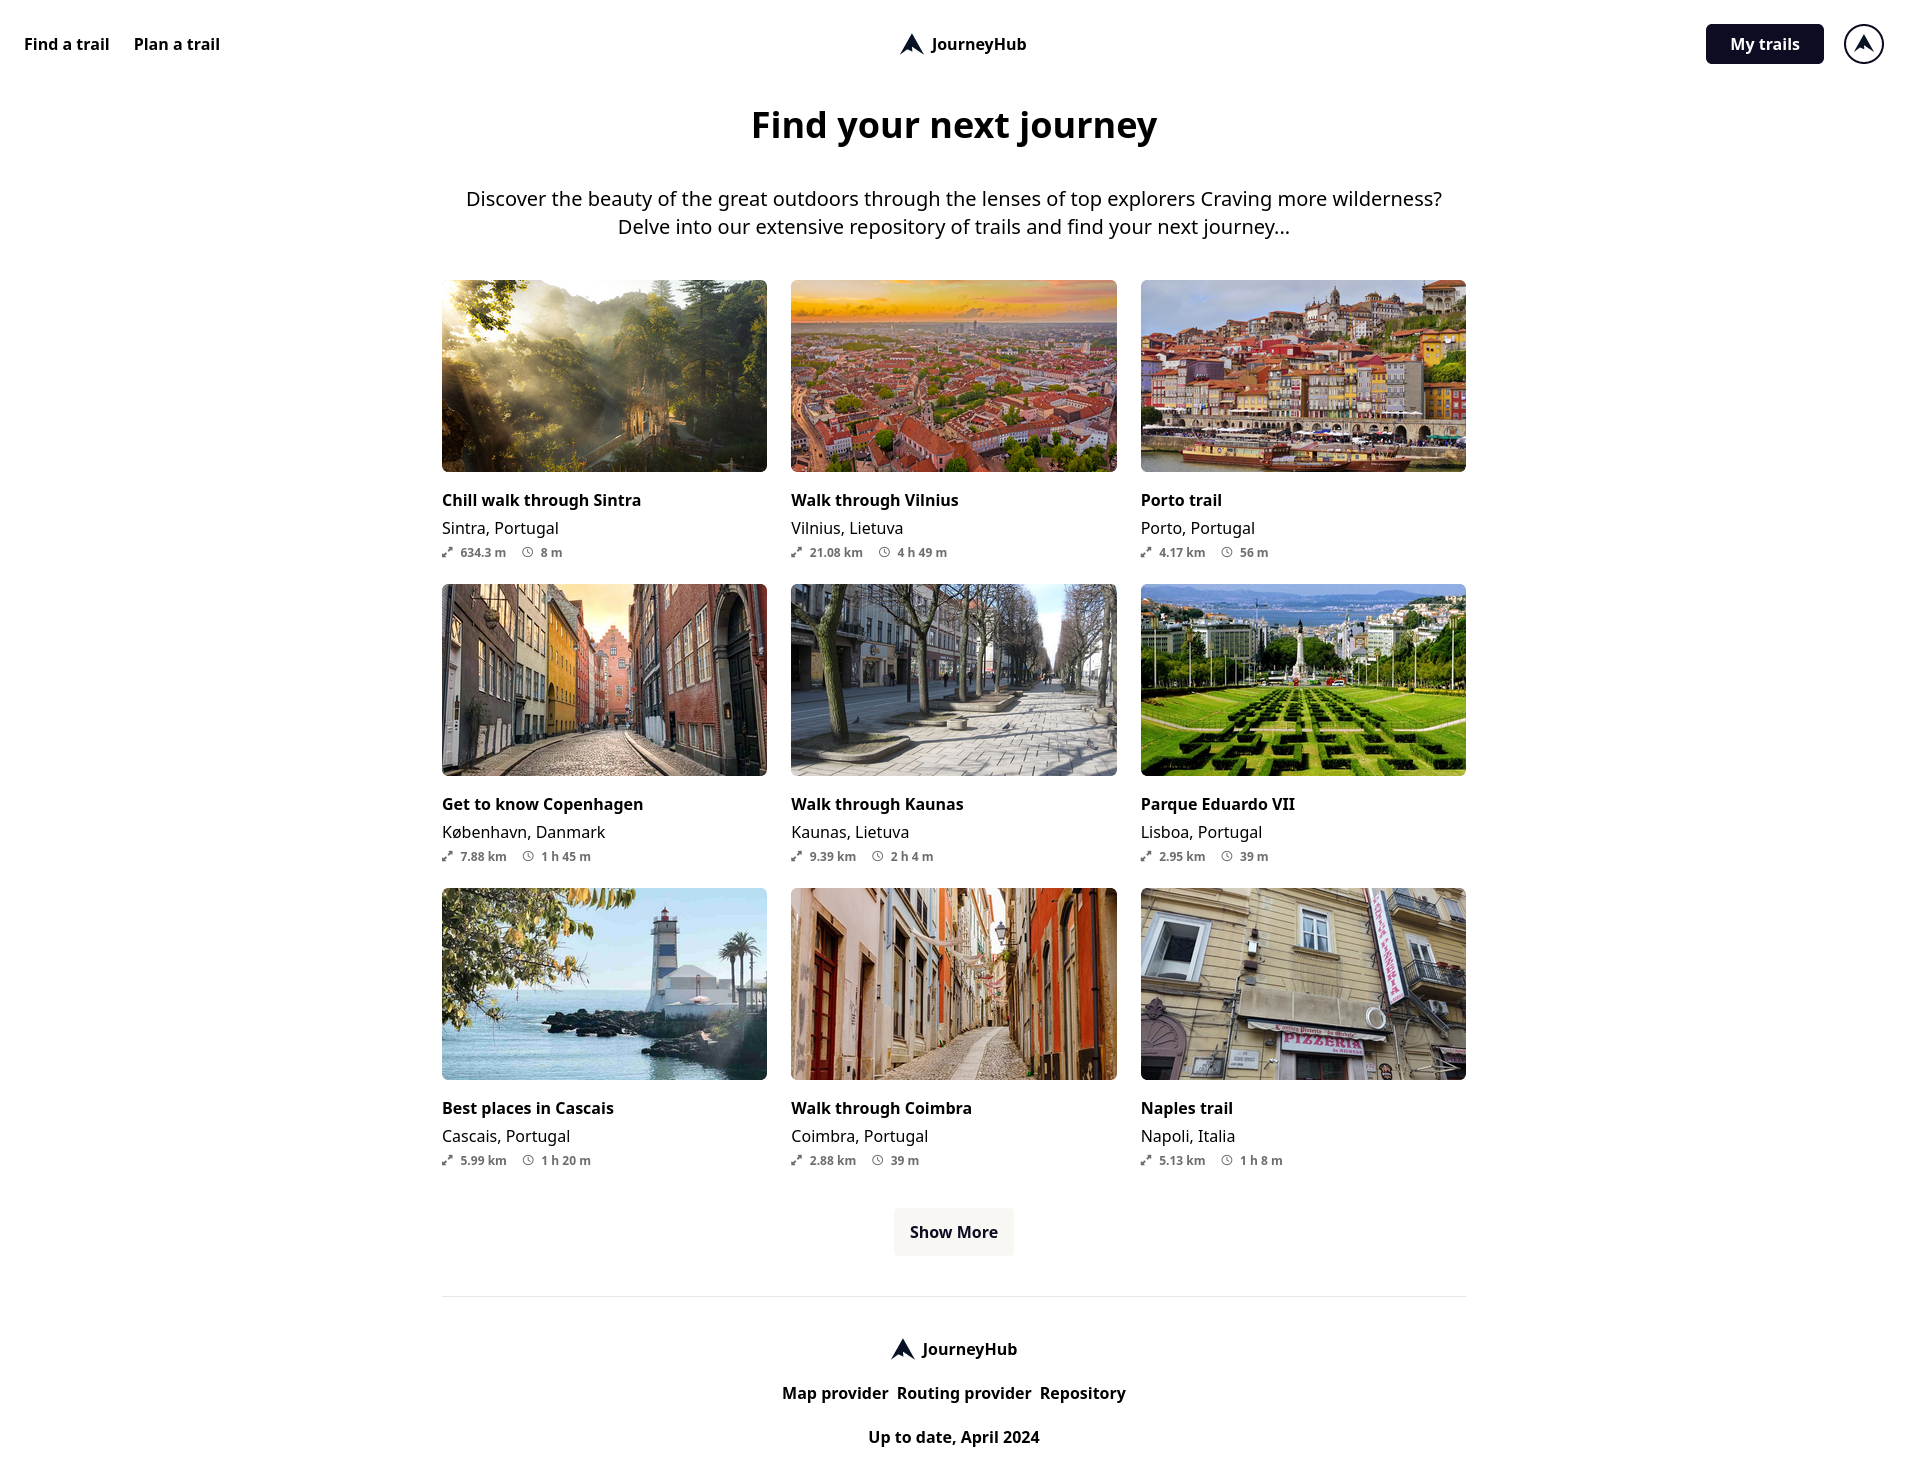 Find a trail
Plan a trail
JourneyHub
My trails
Find your next journey
Discover the beauty of the great outdoors through the lenses of top explorers Craving more wilderness?
Delve into our extensive repository of trails and find your next journey...
Chill walk through Sintra
Sintra, Portugal
634.3 m
8 m
Walk through Vilnius
Vilnius, Lietuva
21.08 km
4 h 49 m
Porto trail
Porto, Portugal
4.17 km
56 m
Get to know Copenhagen
København, Danmark
7.88 km
1 h 45 m
Walk through Kaunas
Kaunas, Lietuva
9.39 km
2 h 4 m
Parque Eduardo VII
Lisboa, Portugal
2.95 km
39 m
PIZZERIA
Best places in Cascais
Cascais, Portugal
5.99 km
1 h 20 m
Walk through Coimbra
Coimbra, Portugal
2.88 km
39 m
Naples trail
Napoli, Italia
5.13 km
1 h 8 m
Show More
JourneyHub
Map provider
Routing provider
Repository
Up to date, April 2024